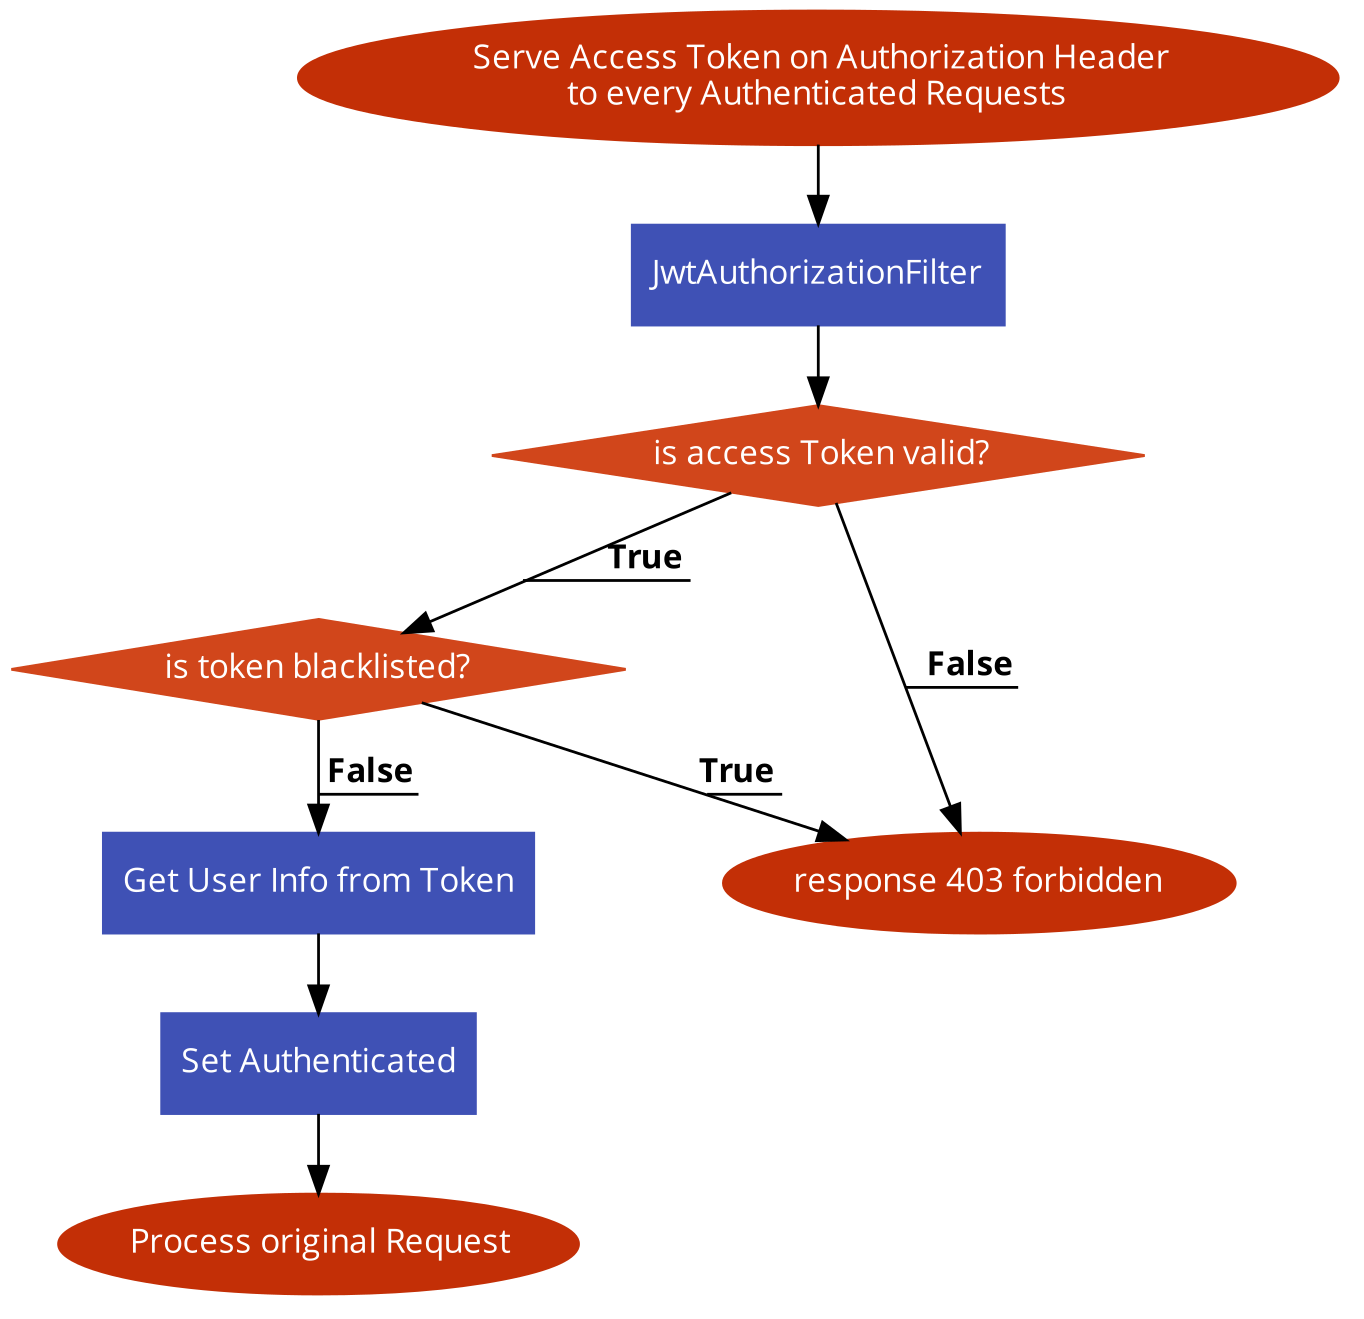 Serve Access Token on Authorization Header
to every Authenticated Requests
JwtAuthorizationFilter
is access Token valid?
True
is token blacklisted?
False
False
True
Get User Info from Token
response 403 forbidden
Set Authenticated
Process original Request